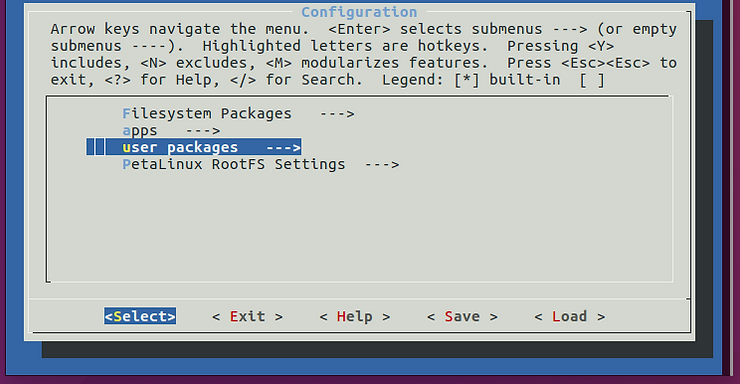 Configuration
Arrow keys navigate the menu.  <Enter> selects submenus ---> (or empty
submenus ----).  Highlighted letters are hotkeys.  Pressing <Y>
includes, <N> excludes, <M> modularizes features.  Press <Esc><Esc> to
exit, <?> for Help, </> for Search.  Legend: [*] built-in  [ ]
Filesystem Packages   --->
apps   --->
user packages   --->
PetaLinux RootFS Settings  --->
<Select>    < Exit >    < Help >    < Save >    < Load >